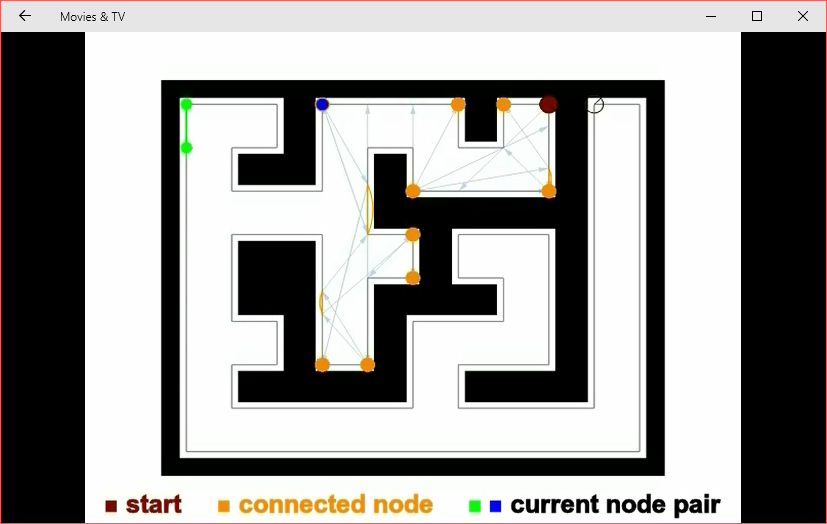 Movies & TV
start connected node current node pair